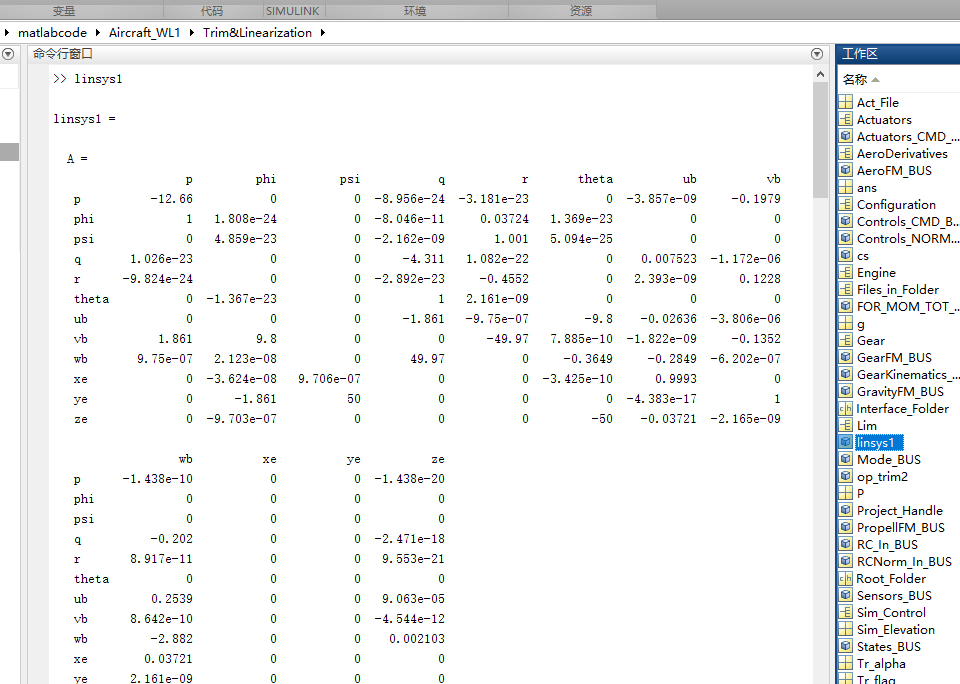 变量 代码 SIMULINK 环境 资源
matlabcode Aircraft_WL1 Trim&Linearization
命令行窗口
>> linsys1
linsys1 =
A =
p phi psi q r theta ub vb
p -12.66 0 0 -8.956e-24 -3.181e-23 0 -3.857e-09 -0.1979
phi 1 1.808e-24 0 -8.046e-11 0.03724 1.369e-23 0 0
psi 0 4.859e-23 0 -2.162e-09 1.001 5.094e-25 0 0
q 1.026e-23 0 0 -4.311 1.082e-22 0 0.007523 -1.172e-06
r -9.824e-24 0 0 -2.892e-23 -0.4552 0 2.393e-09 0.1228
theta 0 -1.367e-23 0 1 2.161e-09 0 0 0
ub 0 0 0 -1.861 -9.75e-07 -9.8 -0.02636 -3.806e-06
vb 1.861 9.8 0 0 -49.97 7.885e-10 -1.822e-09 -0.1352
wb 9.75e-07 2.123e-08 0 49.97 0 -0.3649 -0.2849 -6.202e-07
xe 0 -3.624e-08 9.706e-07 0 0 -3.425e-10 0.9993 0
ye 0 -1.861 50 0 0 0 -4.383e-17 1
ze 0 -9.703e-07 0 0 0 -50 -0.03721 -2.165e-09
wb xe ye ze
p -1.438e-10 0 0 -1.438e-20
phi 0 0 0 0
psi 0 0 0 0
q -0.202 0 0 -2.471e-18
r 8.917e-11 0 0 9.553e-21
theta 0 0 0 0
ub 0.2539 0 0 9.063e-05
vb 8.642e-10 0 0 -4.544e-12
wb -2.882 0 0 0.002103
xe 0.03721 0 0 0
ye 2.161e-09 0 0 0
工作区
名称
Act_File
Actuators
Actuators_CMD_...
AeroDerivatives
AeroFM_BUS
ans
Configuration
Controls_CMD_B...
Controls_NORM...
cs
Engine
Files_in_Folder
FOR_MOM_TOT_...
g
Gear
GearFM_BUS
GearKinematics_...
GravityFM_BUS
Interface_Folder
Lim
linsys1
Mode_BUS
op_trim2
P
Project_Handle
PropellFM_BUS
RC_In_BUS
RCNorm_In_BUS
Root_Folder
Sensors_BUS
Sim_Control
Sim_Elevation
States_BUS
Tr_alpha
Tr_flag